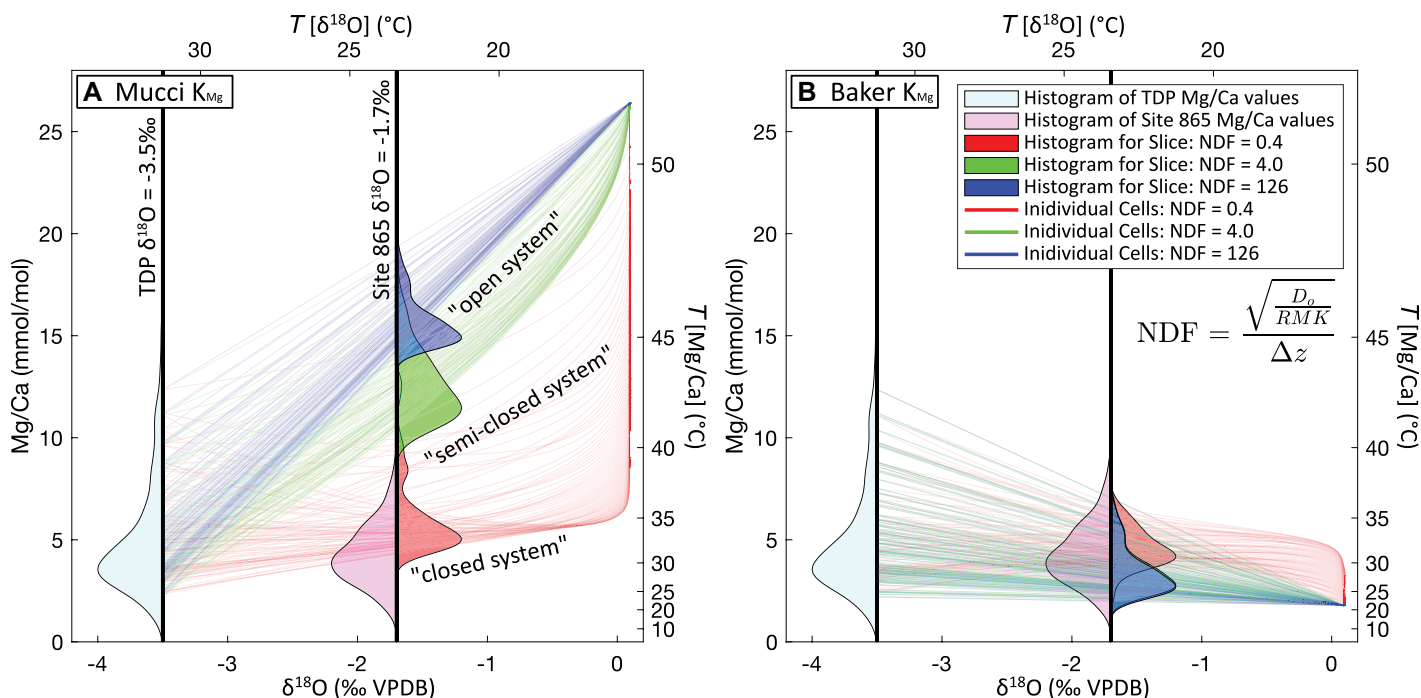 T [δ¹⁸O] (°C)
30
25
20
A Mucci K_Mg
TDP δ¹⁸O = -3.5‰
Site 865 δ¹⁸O = -1.7‰
"open system"
"semi-closed system"
"closed system"
Mg/Ca (mmol/mol)
25
20
15
10
5
0
50
45
40
35
30
25
20
10
T [Mg/Ca] (°C)
-4
-3
-2
-1
0
δ¹⁸O (‰ VPDB)
T [δ¹⁸O] (°C)
30
25
20
B Baker K_Mg
Histogram of TDP Mg/Ca values
Histogram of Site 865 Mg/Ca values
Histogram for Slice: NDF = 0.4
Histogram for Slice: NDF = 4.0
Histogram for Slice: NDF = 126
Inidividual Cells: NDF = 0.4
Inidividual Cells: NDF = 4.0
Inidividual Cells: NDF = 126
NDF = √(D_o/RMK)/Δz
Mg/Ca (mmol/mol)
25
20
15
10
5
0
50
45
40
35
30
25
20
10
T [Mg/Ca] (°C)
-4
-3
-2
-1
0
δ¹⁸O (‰ VPDB)